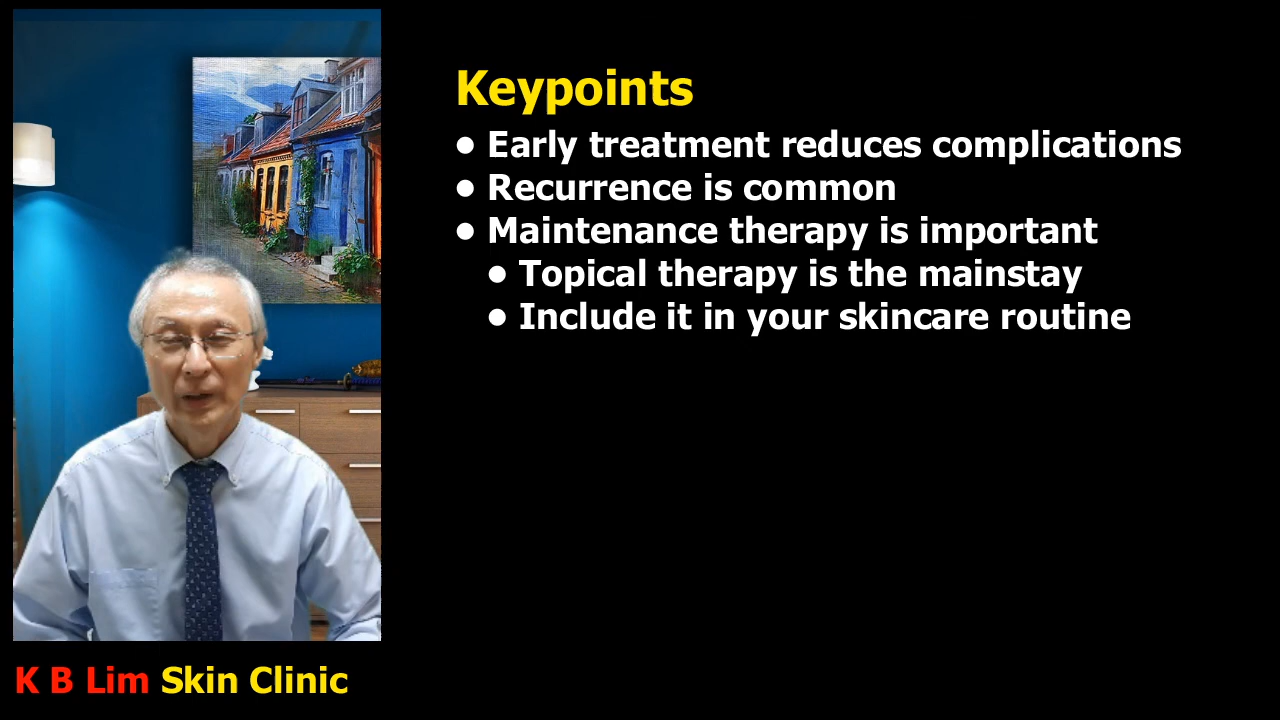 Keypoints
● Early treatment reduces complications
● Recurrence is common
● Maintenance therapy is important
● Topical therapy is the mainstay
● Include it in your skincare routine
K B Lim Skin Clinic